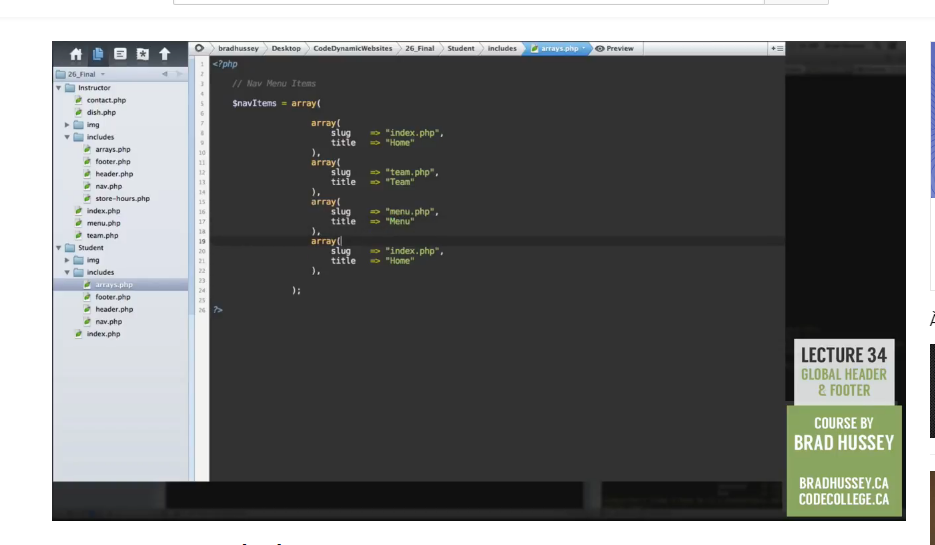 bradhussey Desktop CodeDynamicWebsites 26_Final Student includes arrays.php Preview
26_Final
Instructor
contact.php
dish.php
img
includes
arrays.php
footer.php
header.php
nav.php
store-hours.php
index.php
menu.php
team.php
Student
img
includes
arrays.php
footer.php
header.php
nav.php
index.php
1 <?php
2
3 // Nav Menu Items
4
5 $navItems = array(
6
7 array(
8 slug => "index.php",
9 title => "Home"
10 ),
11 array(
12 slug => "team.php",
13 title => "Team"
14 ),
15 array(
16 slug => "menu.php",
17 title => "Menu"
18 ),
19 array(
20 slug => "index.php",
21 title => "Home"
22 ),
23
24 );
25
26 ?>
LECTURE 34
GLOBAL HEADER
& FOOTER
COURSE BY
BRAD HUSSEY
BRADHUSSEY.CA
CODECOLLEGE.CA